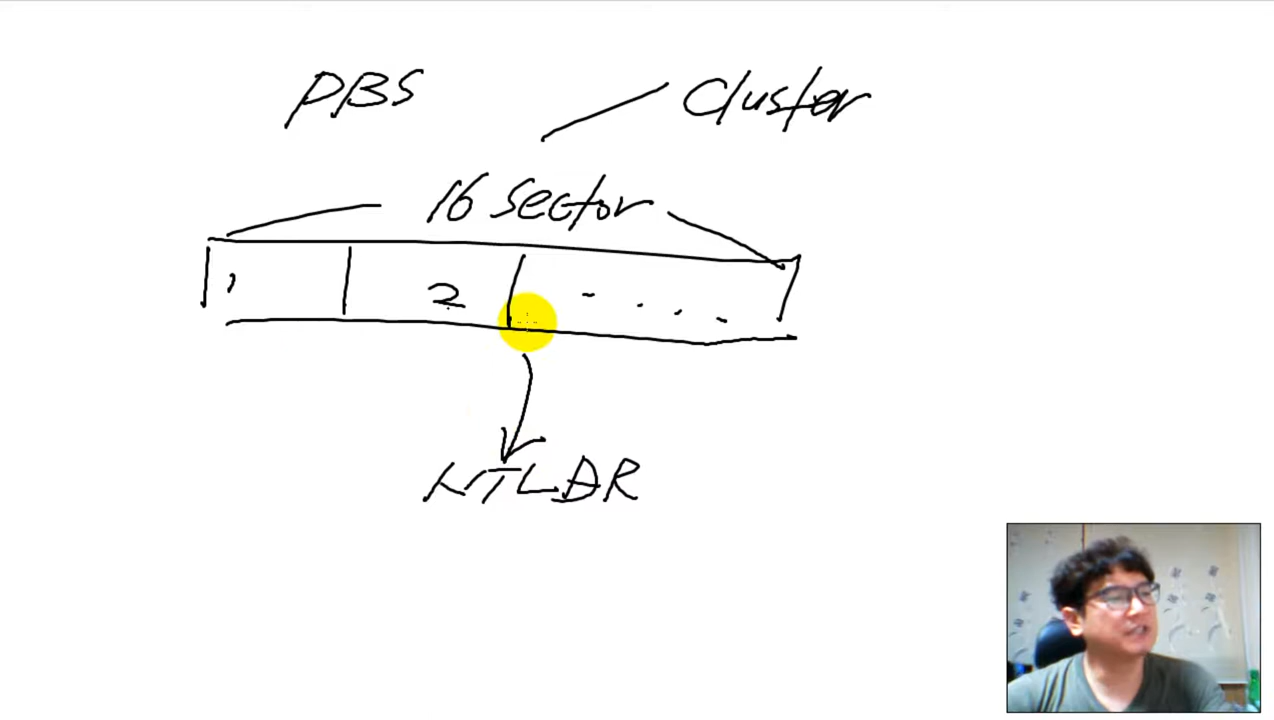 PBS Cluster
16 sector
1 2 - . . .
NTLDR